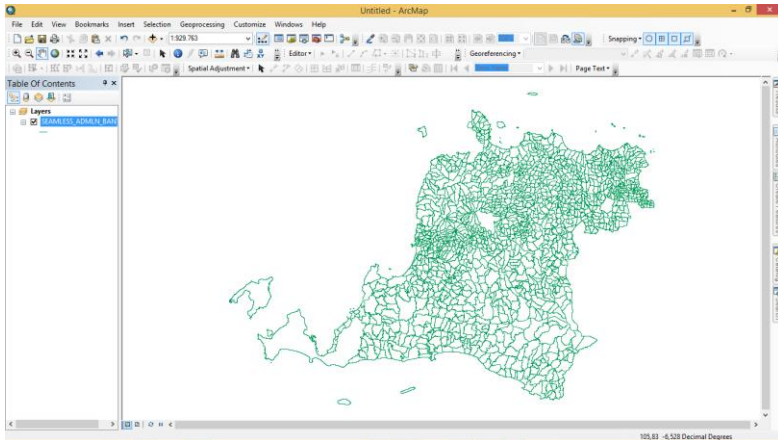 Untitled - ArcMap
File Edit View Bookmarks Insert Selection Geoprocessing Customize Windows Help
1:929.763
Snapping
Editor
Georeferencing
Spatial Adjustment
Page Text
Table Of Contents
Layers
SEAMLESS_ADMLN_BAN
105,83 -6,528 Decimal Degrees